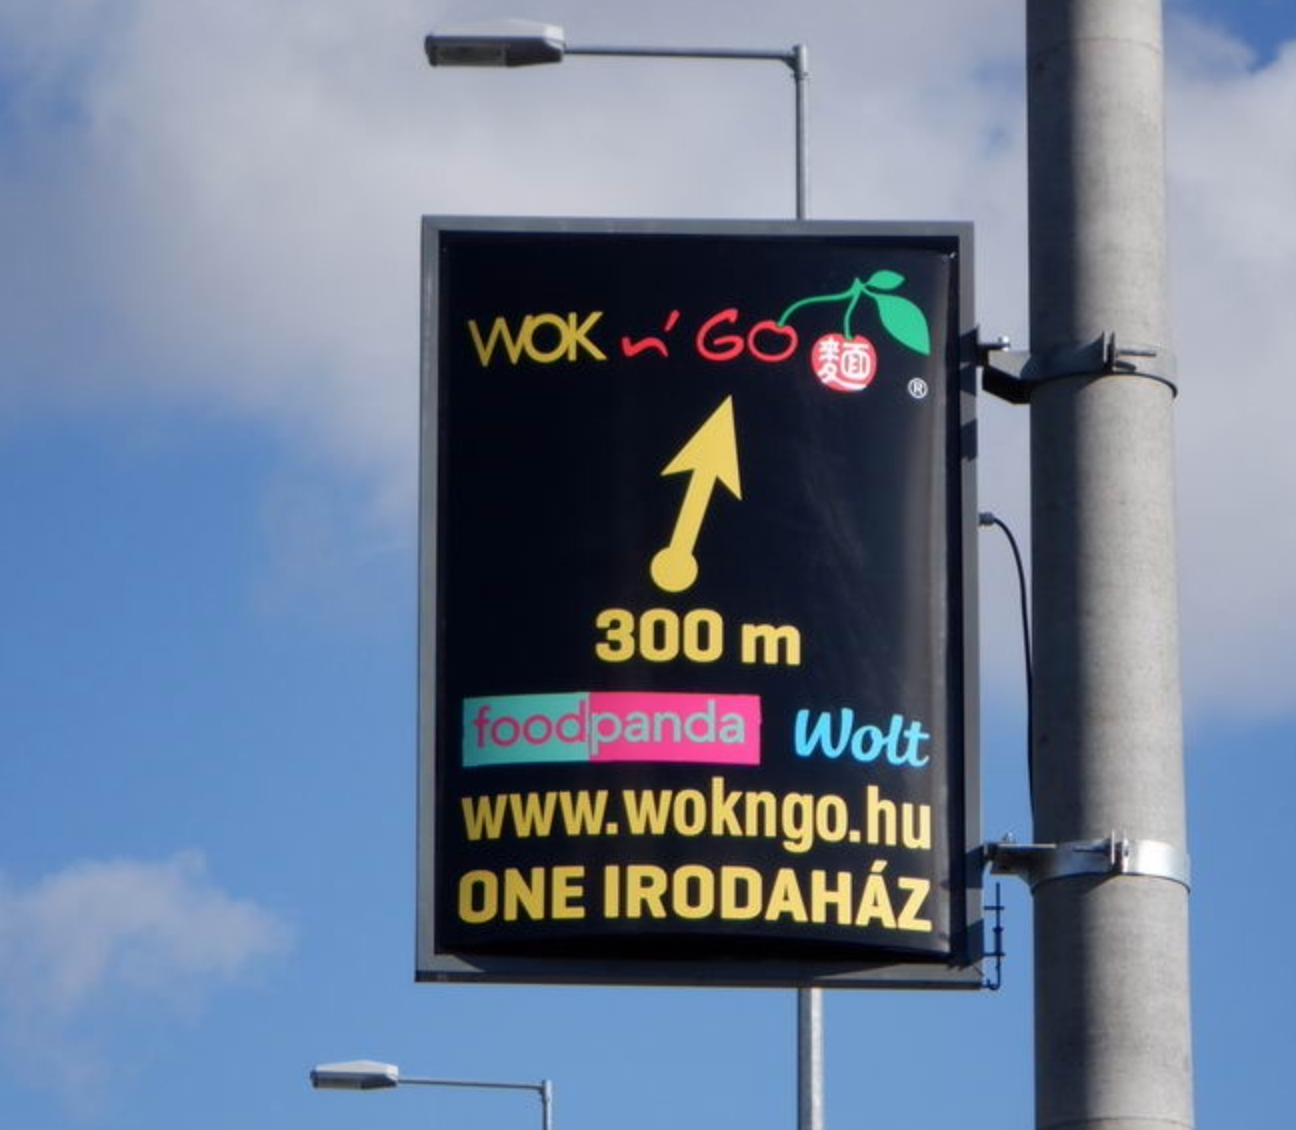 WOK n' GO 麵 ®
300 m
foodpanda Wolt
www.wokngo.hu
ONE IRODAHÁZ